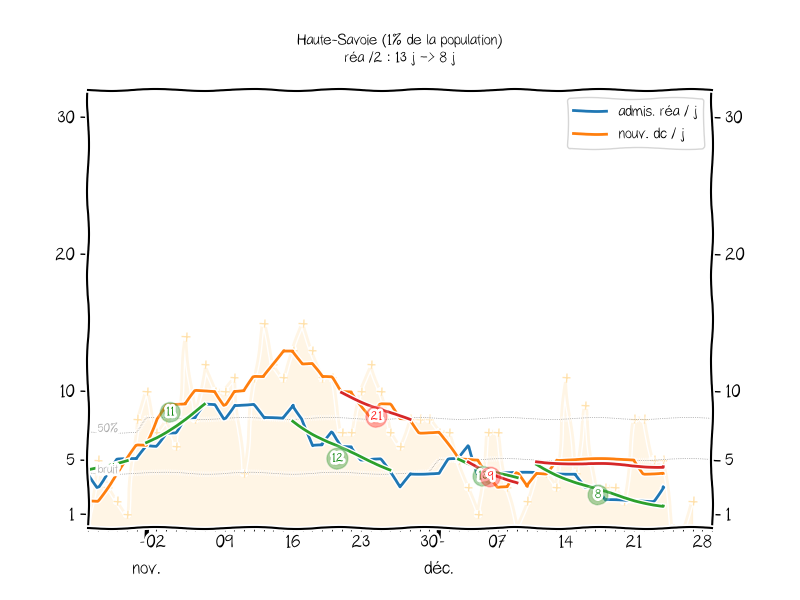 Haute-Savoie (1% de la population)
réa /2 : 13 j -> 8 j
admis. réa / j
nouv. dc / j
30
30
20
20
10
10
11
21
50%
12
5
5
bruit
9
8
1
1
02 09 16 23 30 07 14 21 28
nov. déc.